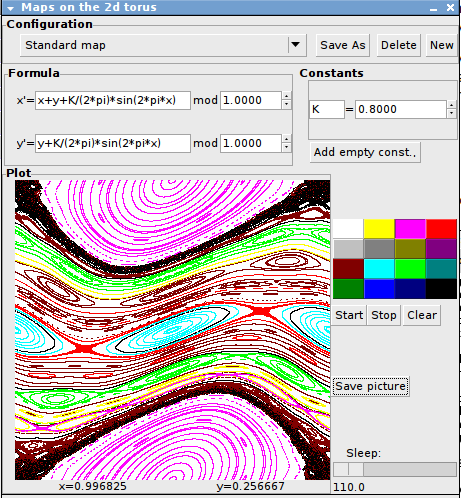 Maps on the 2d torus
Configuration
Standard map
Save As
Delete
New
Formula
x'= x+y+K/(2*pi)*sin(2*pi*x) mod 1.0000
y'= y+K/(2*pi)*sin(2*pi*x) mod 1.0000
Constants
K = 0.8000
Add empty const.,
Plot
Start
Stop
Clear
Save picture
Sleep:
110.0
x=0.996825 y=0.256667